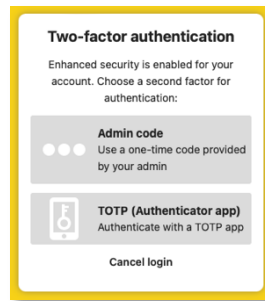 Two-factor authentication
Enhanced security is enabled for your
account. Choose a second factor for
authentication:
Admin code
Use a one-time code provided
by your admin
TOTP (Authenticator app)
Authenticate with a TOTP app
Cancel login